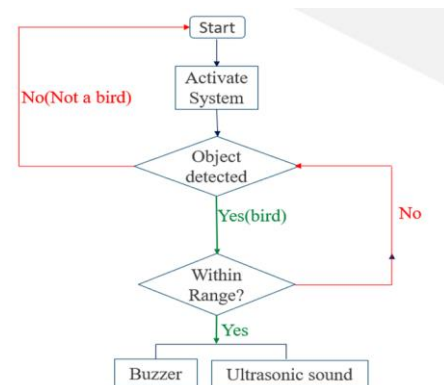 Start
Activate
System
No(Not a bird)
Object
detected
Yes(bird)
No
Within
Range?
Yes
Buzzer
Ultrasonic sound